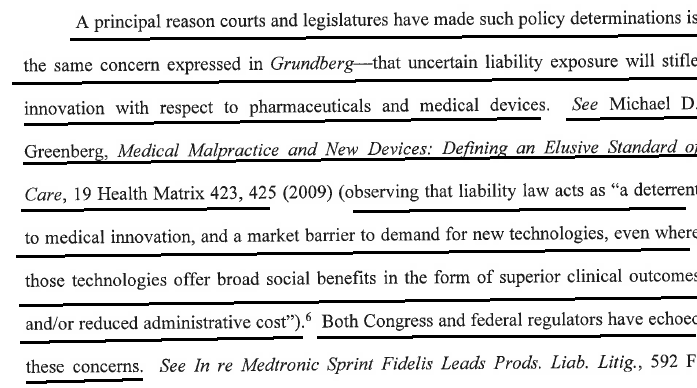 A principal reason courts and legislatures have made such policy determinations is
the same concern expressed in Grundberg—that uncertain liability exposure will stifle
innovation with respect to pharmaceuticals and medical devices. See Michael D.
Greenberg, Medical Malpractice and New Devices: Defining an Elusive Standard of
Care, 19 Health Matrix 423, 425 (2009) (observing that liability law acts as “a deterrent
to medical innovation, and a market barrier to demand for new technologies, even where
those technologies offer broad social benefits in the form of superior clinical outcomes
and/or reduced administrative cost”).⁶ Both Congress and federal regulators have echoed
these concerns. See In re Medtronic Sprint Fidelis Leads Prods. Liab. Litig., 592 F